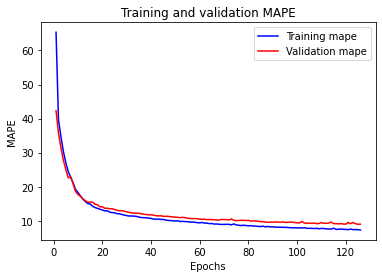 Training and validation MAPE
Training mape
Validation mape
MAPE
60
50
40
30
20
10
0 20 40 60 80 100 120
Epochs